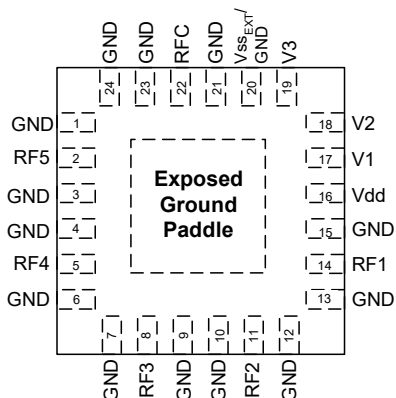 GND
GND
RFC
GND
Vss_EXT/
GND
V3
24
23
22
21
20
19
GND 1
RF5 2
GND 3
GND 4
RF4 5
GND 6
Exposed
Ground
Paddle
18 V2
17 V1
16 Vdd
15 GND
14 RF1
13 GND
7
8
9
10
11
12
GND
RF3
GND
GND
RF2
GND